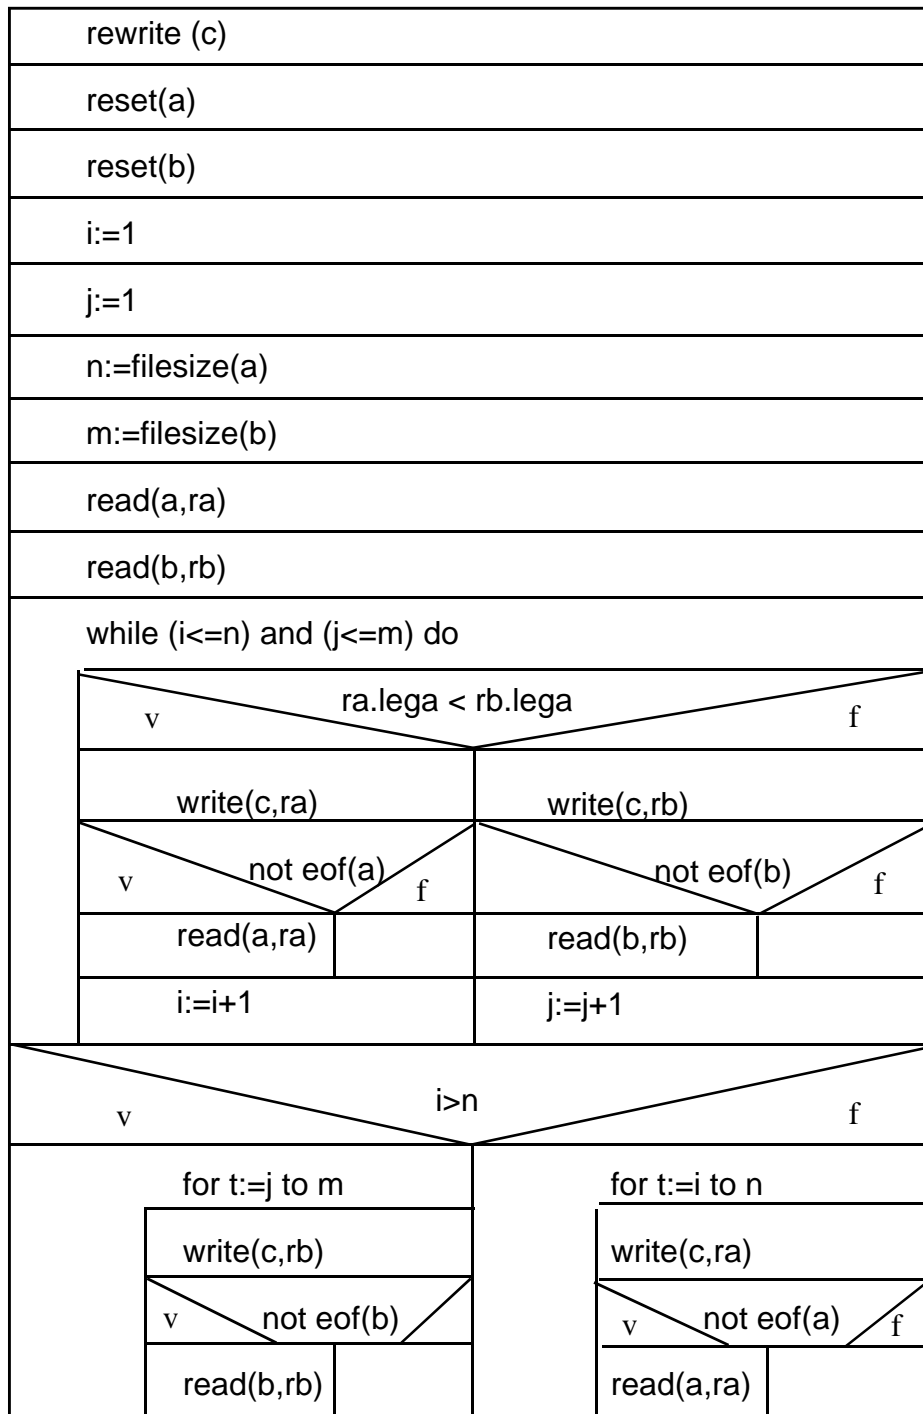 rewrite (c)
reset(a)
reset(b)
i:=1
j:=1
n:=filesize(a)
m:=filesize(b)
read(a,ra)
read(b,rb)
while (i<=n) and (j<=m) do
v ra.lega < rb.lega f
write(c,ra) write(c,rb)
v not eof(a) f not eof(b) f
read(a,ra) read(b,rb)
i:=i+1 j:=j+1
v i>n f
for t:=j to m for t:=i to n
write(c,rb) write(c,ra)
v not eof(b) v not eof(a) f
read(b,rb) read(a,ra)